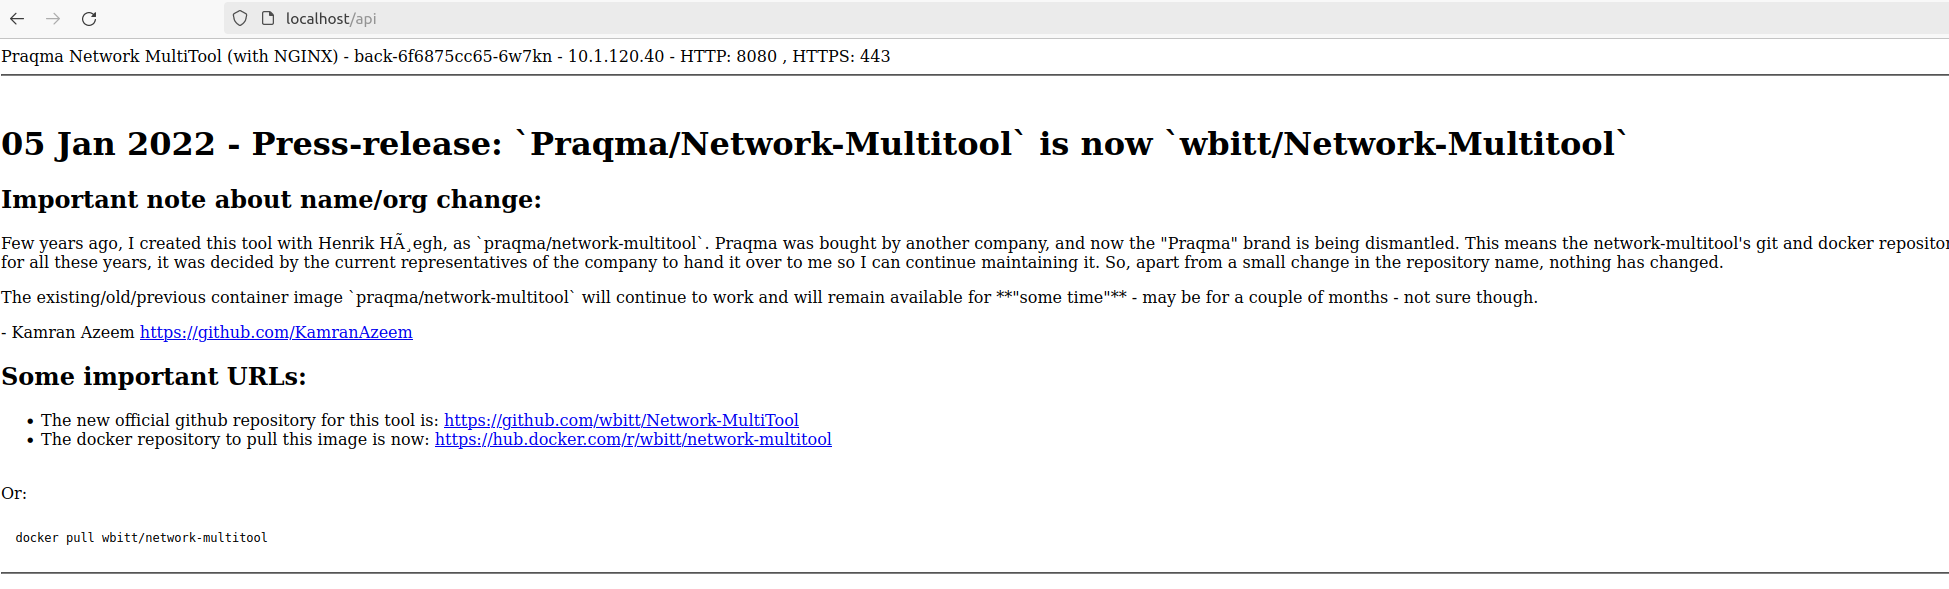 localhost/api
Praqma Network MultiTool (with NGINX) - back-6f6875cc65-6w7kn - 10.1.120.40 - HTTP: 8080 , HTTPS: 443
05 Jan 2022 - Press-release: `Praqma/Network-Multitool` is now `wbitt/Network-Multitool`
Important note about name/org change:
Few years ago, I created this tool with Henrik HÃ¸egh, as `praqma/network-multitool`. Praqma was bought by another company, and now the "Praqma" brand is being dismantled. This means the network-multitool's git and docker
for all these years, it was decided by the current representatives of the company to hand it over to me so I can continue maintaining it. So, apart from a small change in the repository name, nothing has changed.
The existing/old/previous container image `praqma/network-multitool` will continue to work and will remain available for **"some time"** - may be for a couple of months - not sure though.
- Kamran Azeem https://github.com/KamranAzeem
Some important URLs:
• The new official github repository for this tool is: https://github.com/wbitt/Network-MultiTool
• The docker repository to pull this image is now: https://hub.docker.com/r/wbitt/network-multitool
Or:
docker pull wbitt/network-multitool